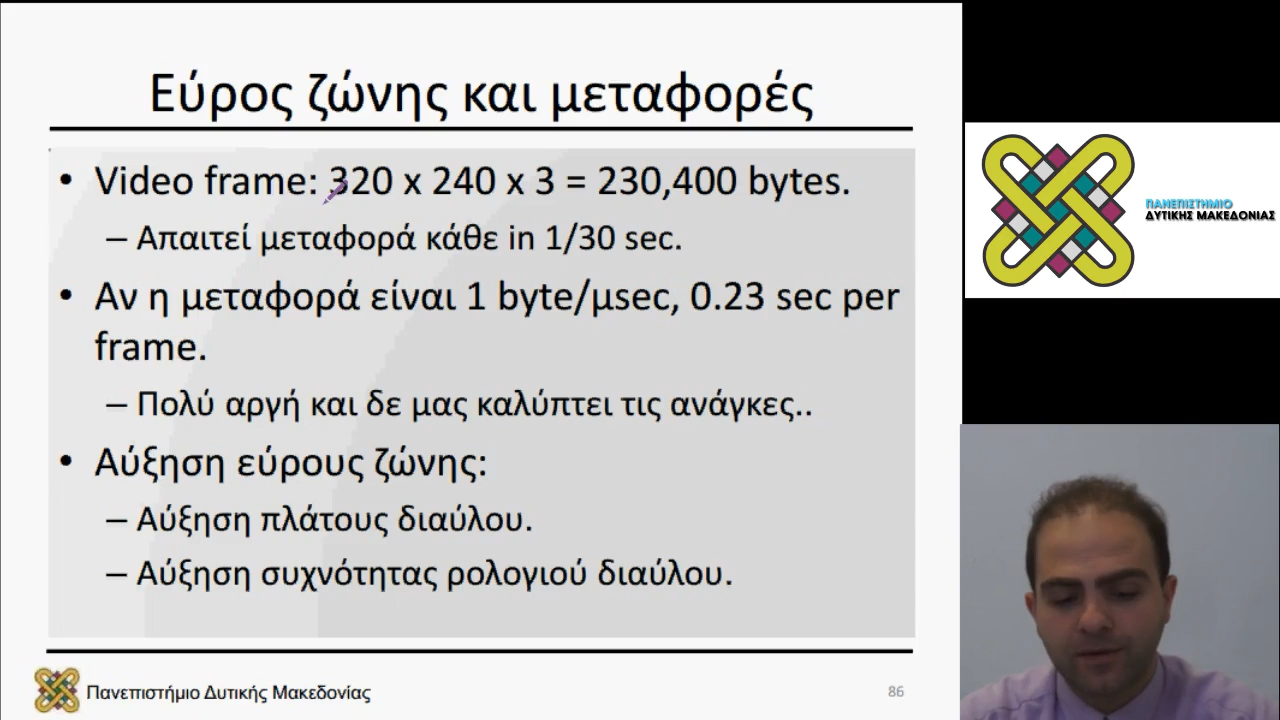 Εύρος ζώνης και μεταφορές
• Video frame: 320 x 240 x 3 = 230,400 bytes.
– Απαιτεί μεταφορά κάθε in 1/30 sec.
• Αν η μεταφορά είναι 1 byte/μsec, 0.23 sec per
frame.
– Πολύ αργή και δε μας καλύπτει τις ανάγκες..
• Αύξηση εύρους ζώνης:
– Αύξηση πλάτους διαύλου.
– Αύξηση συχνότητας ρολογιού διαύλου.
Πανεπιστήμιο Δυτικής Μακεδονίας
86
ΠΑΝΕΠΙΣΤΗΜΙΟ
ΔΥΤΙΚΗΣ ΜΑΚΕΔΟΝΙΑΣ